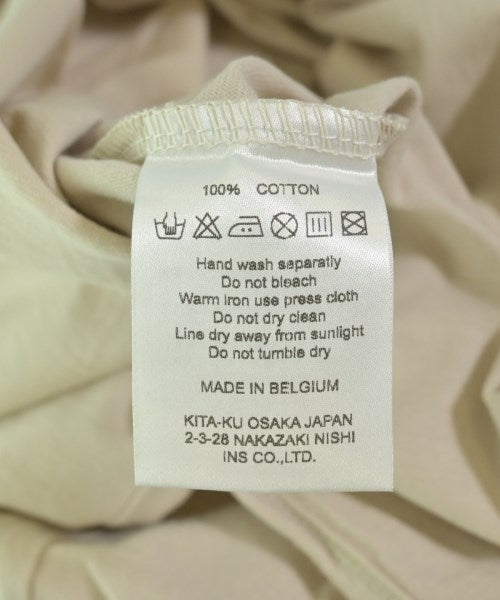 100% COTTON
Hand wash separatly
Do not bleach
Warm iron use press cloth
Do not dry clean
Line dry away from sunlight
Do not tumble dry
MADE IN BELGIUM
KITA-KU OSAKA JAPAN
2-3-28 NAKAZAKI NISHI
INS CO.,LTD.